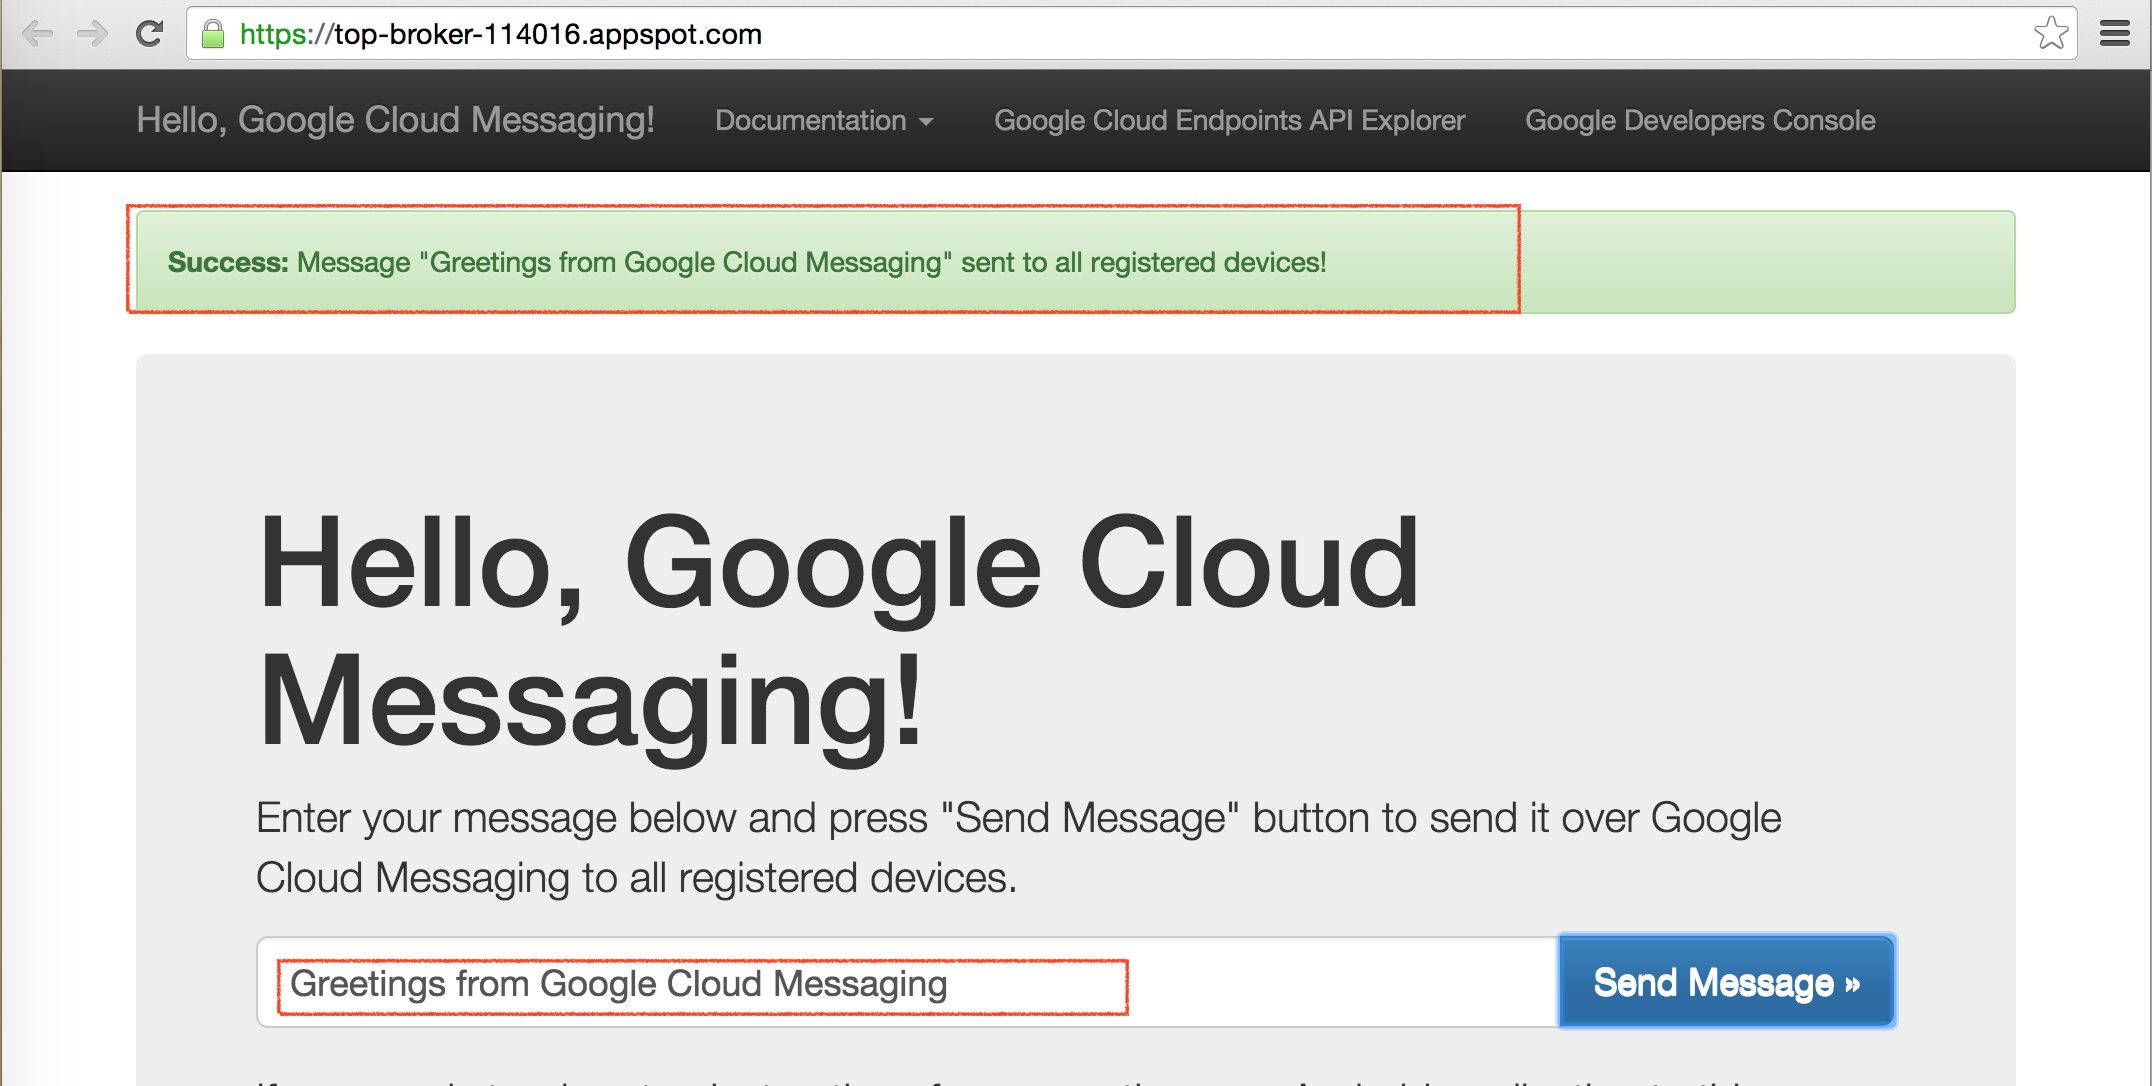 https://top-broker-114016.appspot.com
Hello, Google Cloud Messaging! Documentation Google Cloud Endpoints API Explorer Google Developers Console
Success: Message "Greetings from Google Cloud Messaging" sent to all registered devices!
Hello, Google Cloud
Messaging!
Enter your message below and press "Send Message" button to send it over Google
Cloud Messaging to all registered devices.
Greetings from Google Cloud Messaging Send Message »